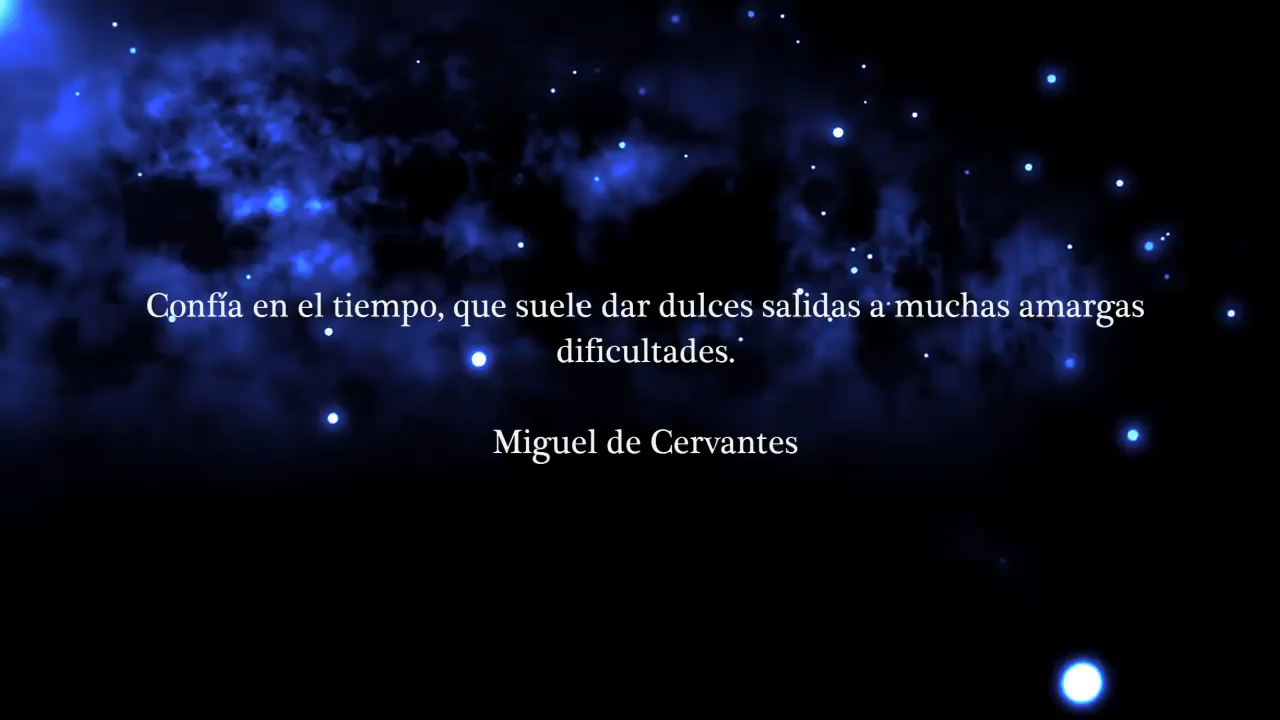 Confía en el tiempo, que suele dar dulces salidas a muchas amargas
dificultades.
Miguel de Cervantes